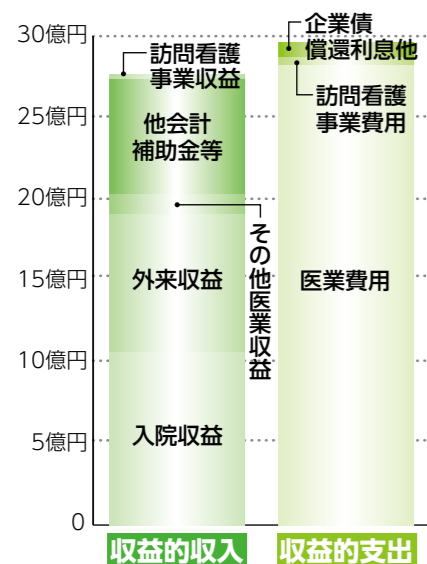 30億円
25億円
20億円
15億円
10億円
5億円
0
訪問看護
事業収益
他会計
補助金等
その他医業収益
外来収益
入院収益
収益的収入
企業債
償還利息他
訪問看護
事業費用
医業費用
収益的支出